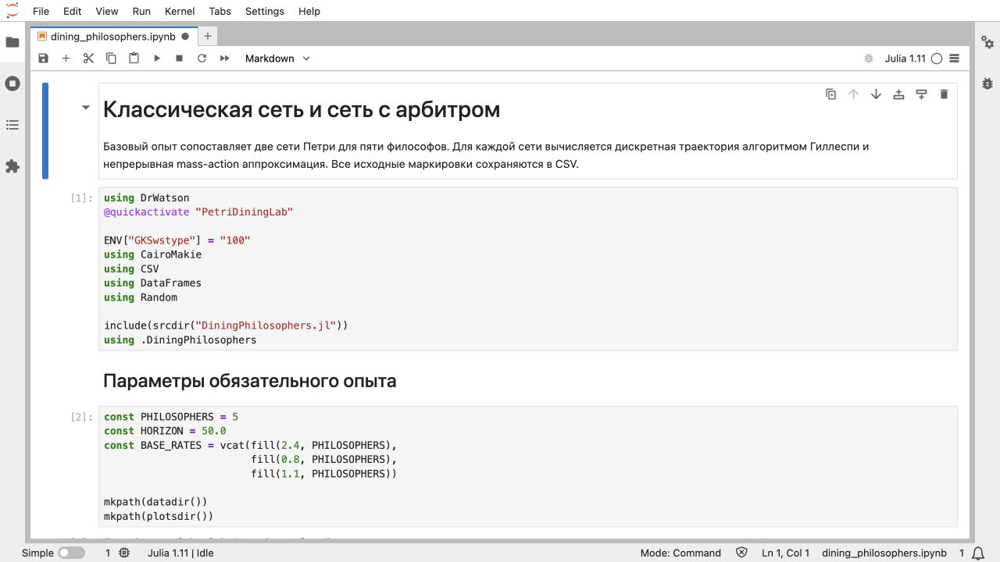 File Edit View Run Kernel Tabs Settings Help
dining_philosophers.ipynb
Markdown
Julia 1.11
Классическая сеть и сеть с арбитром
Базовый опыт сопоставляет две сети Петри для пяти философов. Для каждой сети вычисляется дискретная траектория алгоритмом Гиллеспи и
непрерывная mass-action аппроксимация. Все исходные маркировки сохраняются в CSV.
[1]: using DrWatson
@quickactivate "PetriDiningLab"
ENV["GKSwstype"] = "100"
using CairoMakie
using CSV
using DataFrames
using Random
include(srcdir("DiningPhilosophers.jl"))
using .DiningPhilosophers
Параметры обязательного опыта
[2]: const PHILOSOPHERS = 5
const HORIZON = 50.0
const BASE_RATES = vcat(fill(2.4, PHILOSOPHERS),
fill(0.8, PHILOSOPHERS),
fill(1.1, PHILOSOPHERS))
mkpath(datadir())
mkpath(plotsdir())
Simple 1 Julia 1.11 | Idle Mode: Command Ln 1, Col 1 dining_philosophers.ipynb 1